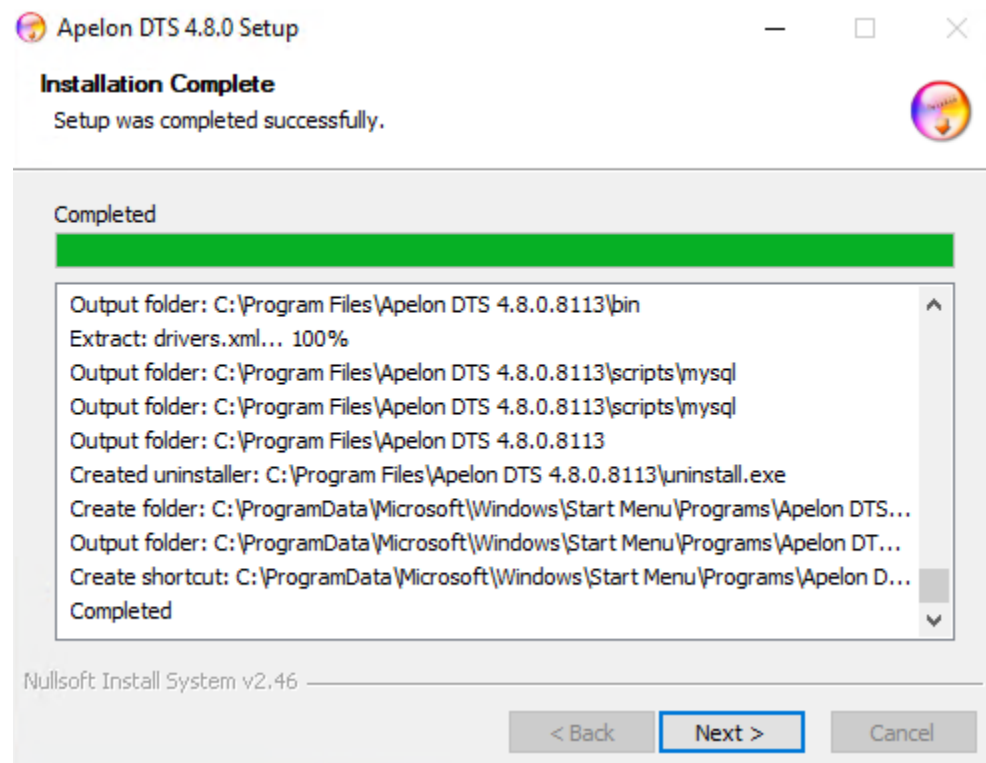 Apelon DTS 4.8.0 Setup
Installation Complete
Setup was completed successfully.
Completed
Output folder: C:\Program Files\Apelon DTS 4.8.0.8113\bin
Extract: drivers.xml... 100%
Output folder: C:\Program Files\Apelon DTS 4.8.0.8113\scripts\mysql
Output folder: C:\Program Files\Apelon DTS 4.8.0.8113\scripts\mysql
Output folder: C:\Program Files\Apelon DTS 4.8.0.8113
Created uninstaller: C:\Program Files\Apelon DTS 4.8.0.8113\uninstall.exe
Create folder: C:\ProgramData\Microsoft\Windows\Start Menu\Programs\Apelon DTS...
Output folder: C:\ProgramData\Microsoft\Windows\Start Menu\Programs\Apelon DT...
Create shortcut: C:\ProgramData\Microsoft\Windows\Start Menu\Programs\Apelon D...
Completed
Nullsoft Install System v2.46
< Back Next > Cancel